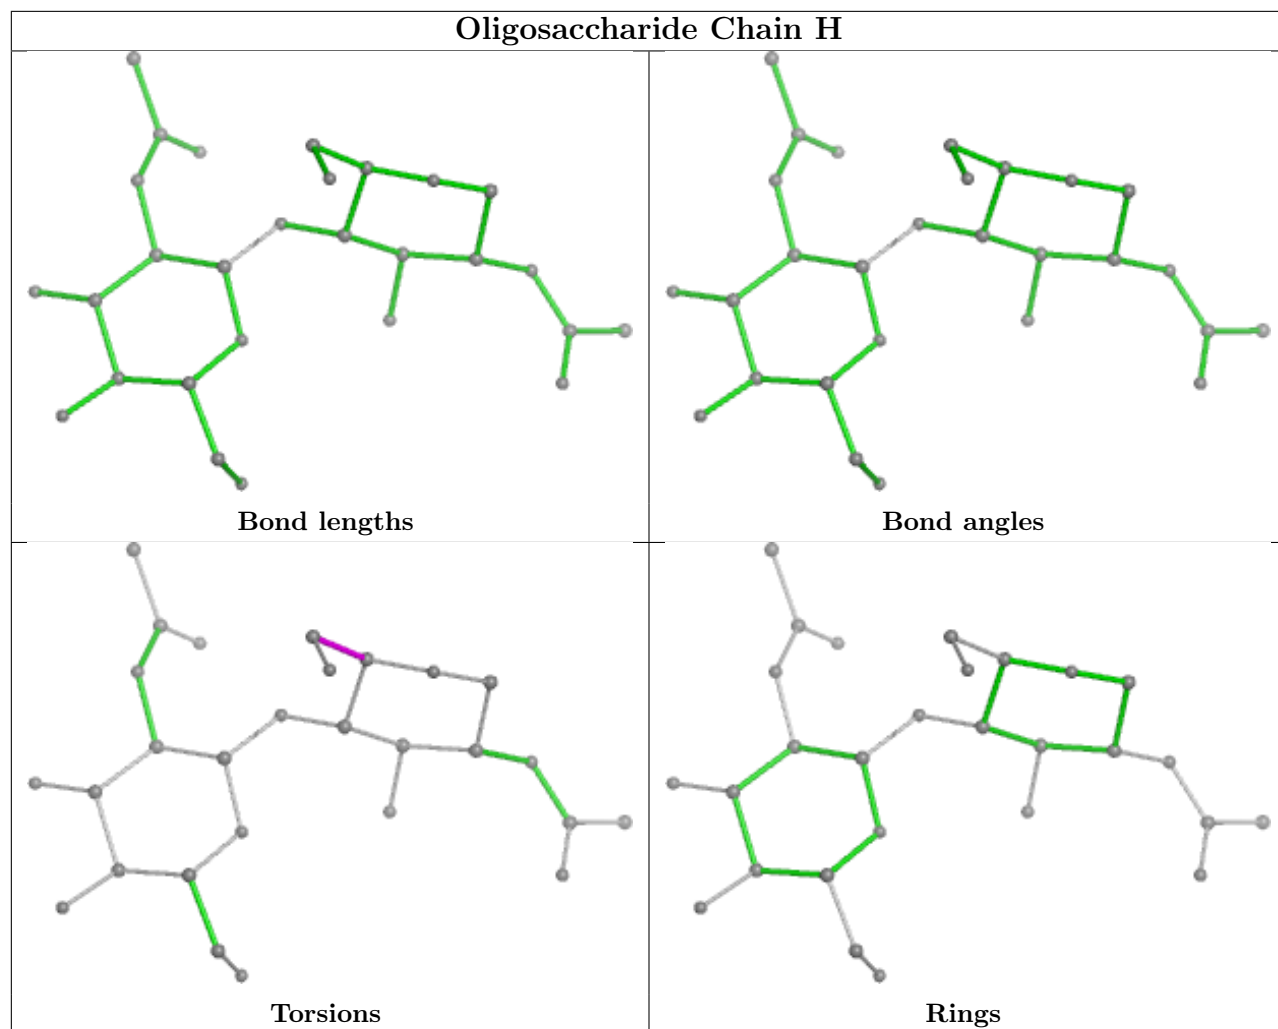 Oligosaccharide Chain H
Bond lengths
Bond angles
Torsions
Rings